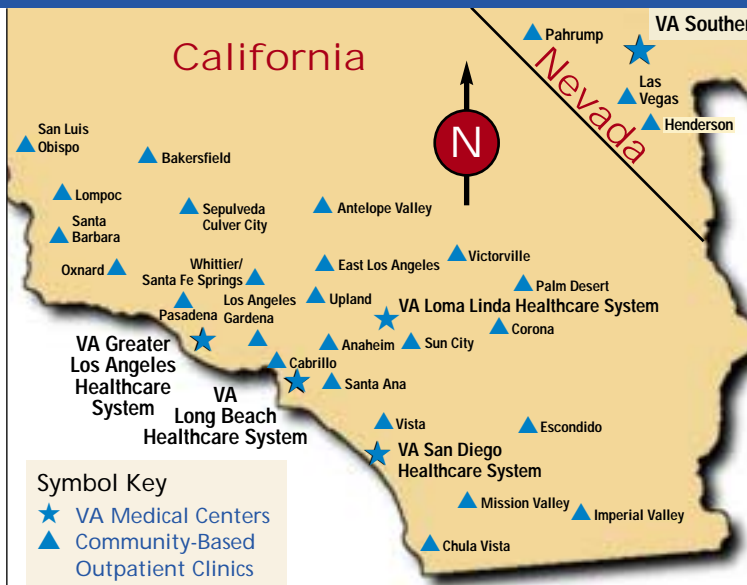 California
Nevada
N
Pahrump
VA Souther
Las
Vegas
Henderson
San Luis
Obispo
Bakersfield
Lompoc
Sepulveda
Culver City
Antelope Valley
Santa
Barbara
Oxnard
Whittier/
Santa Fe Springs
East Los Angeles
Victorville
Palm Desert
Pasadena
Los Angeles
Gardena
Upland
VA Loma Linda Healthcare System
Corona
VA Greater
Los Angeles
Healthcare
System
Anaheim
Sun City
Cabrillo
VA
Long Beach
Healthcare System
Santa Ana
Vista
Escondido
VA San Diego
Healthcare System
Mission Valley
Imperial Valley
Chula Vista
Symbol Key
VA Medical Centers
Community-Based
Outpatient Clinics